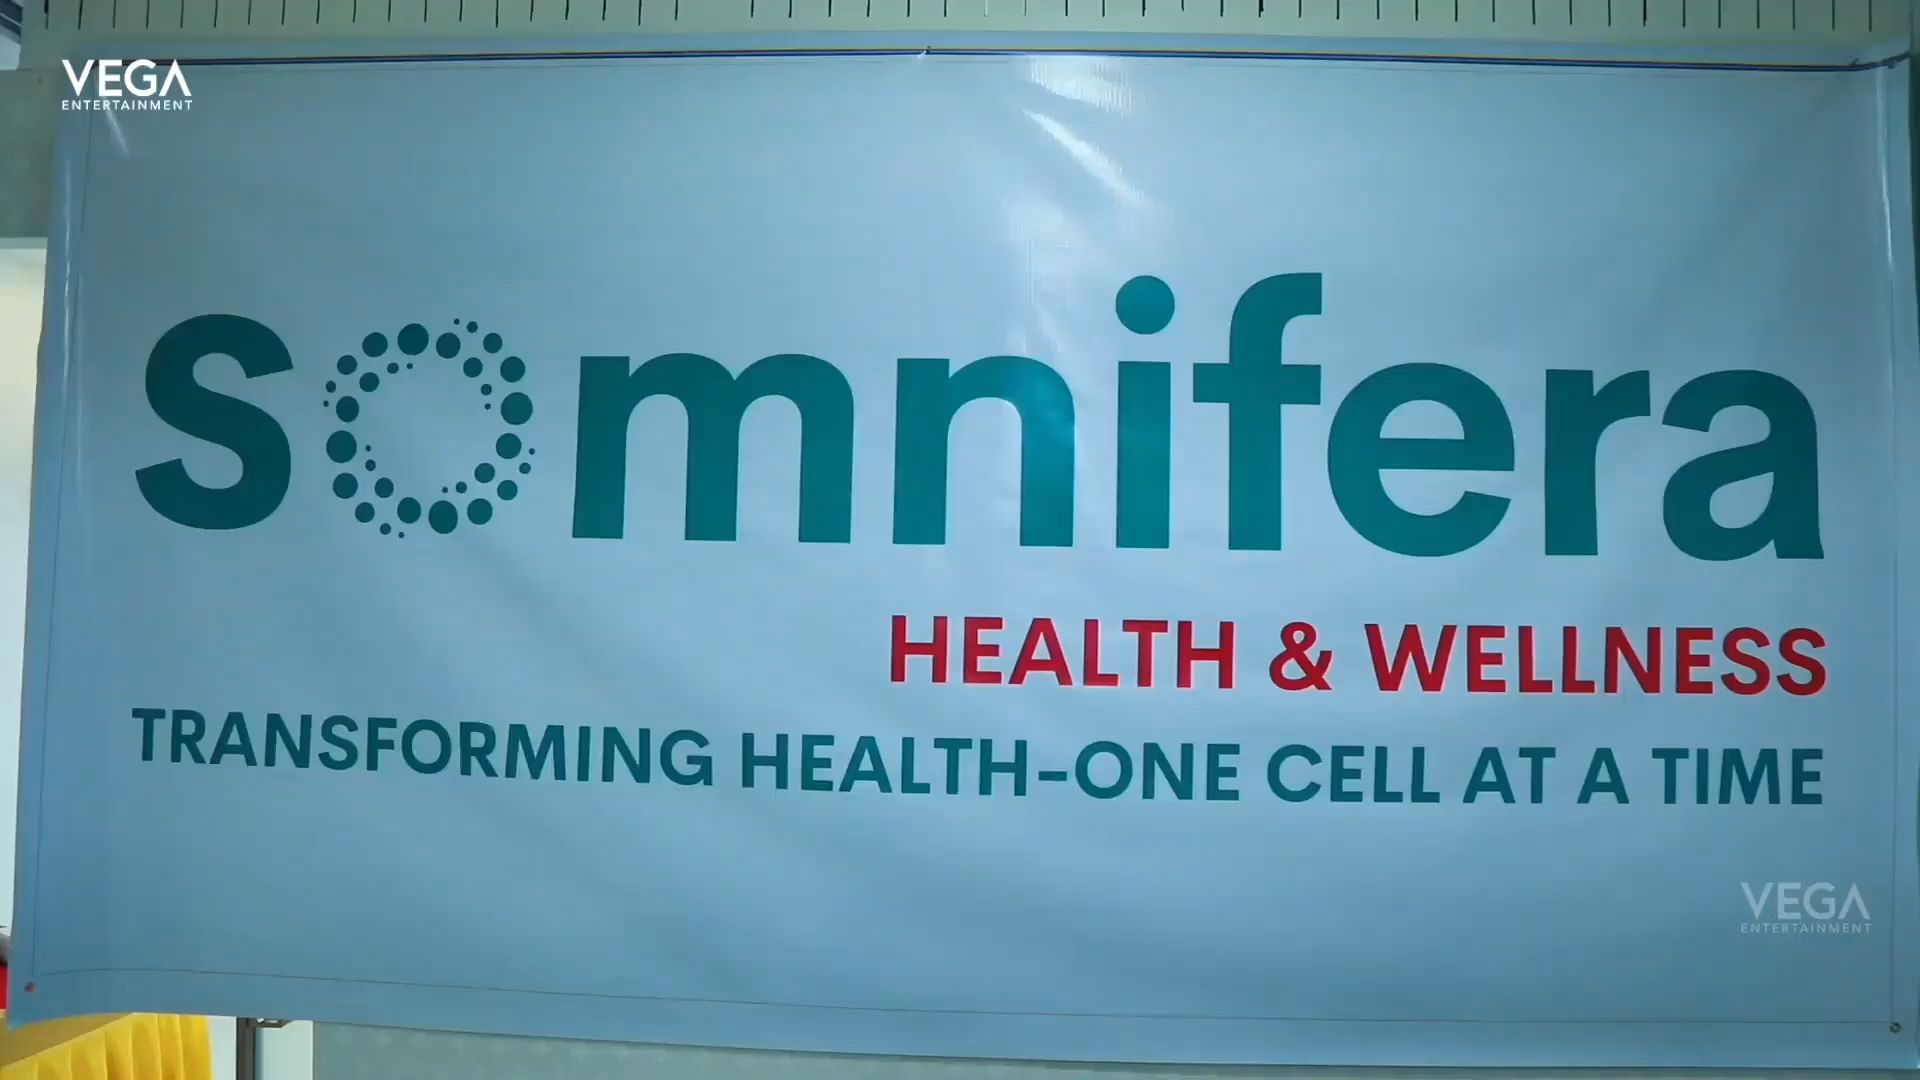 VEGA
ENTERTAINMENT
somnifera
HEALTH & WELLNESS
TRANSFORMING HEALTH-ONE CELL AT A TIME
VEGA
ENTERTAINMENT